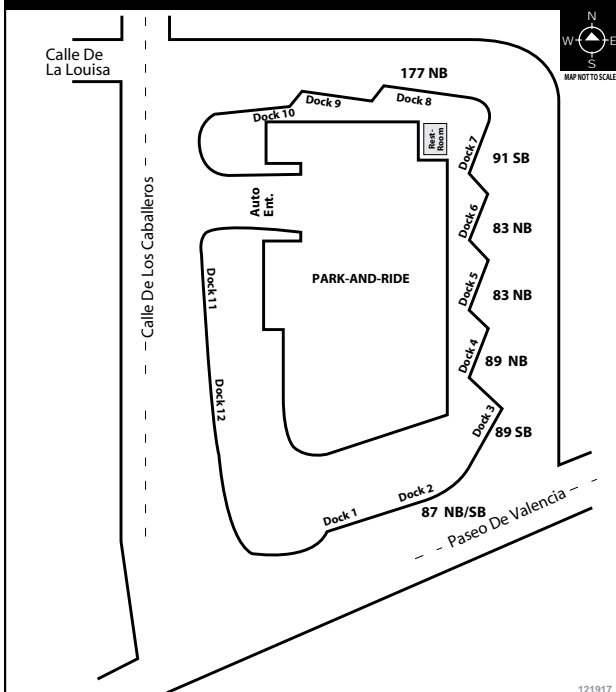 N
W E
S
MAP NOT TO SCALE
Calle De
La Louisa
177 NB
Dock 9
Dock 8
Dock 10
Rest-
Room
Dock 7
91 SB
Auto
Ent.
Dock 6
83 NB
Calle De Los Caballeros
Dock 11
PARK-AND-RIDE
Dock 5
83 NB
Dock 4
89 NB
Dock 12
Dock 3
89 SB
Dock 2
Dock 1
87 NB/SB
Paseo De Valencia
121917